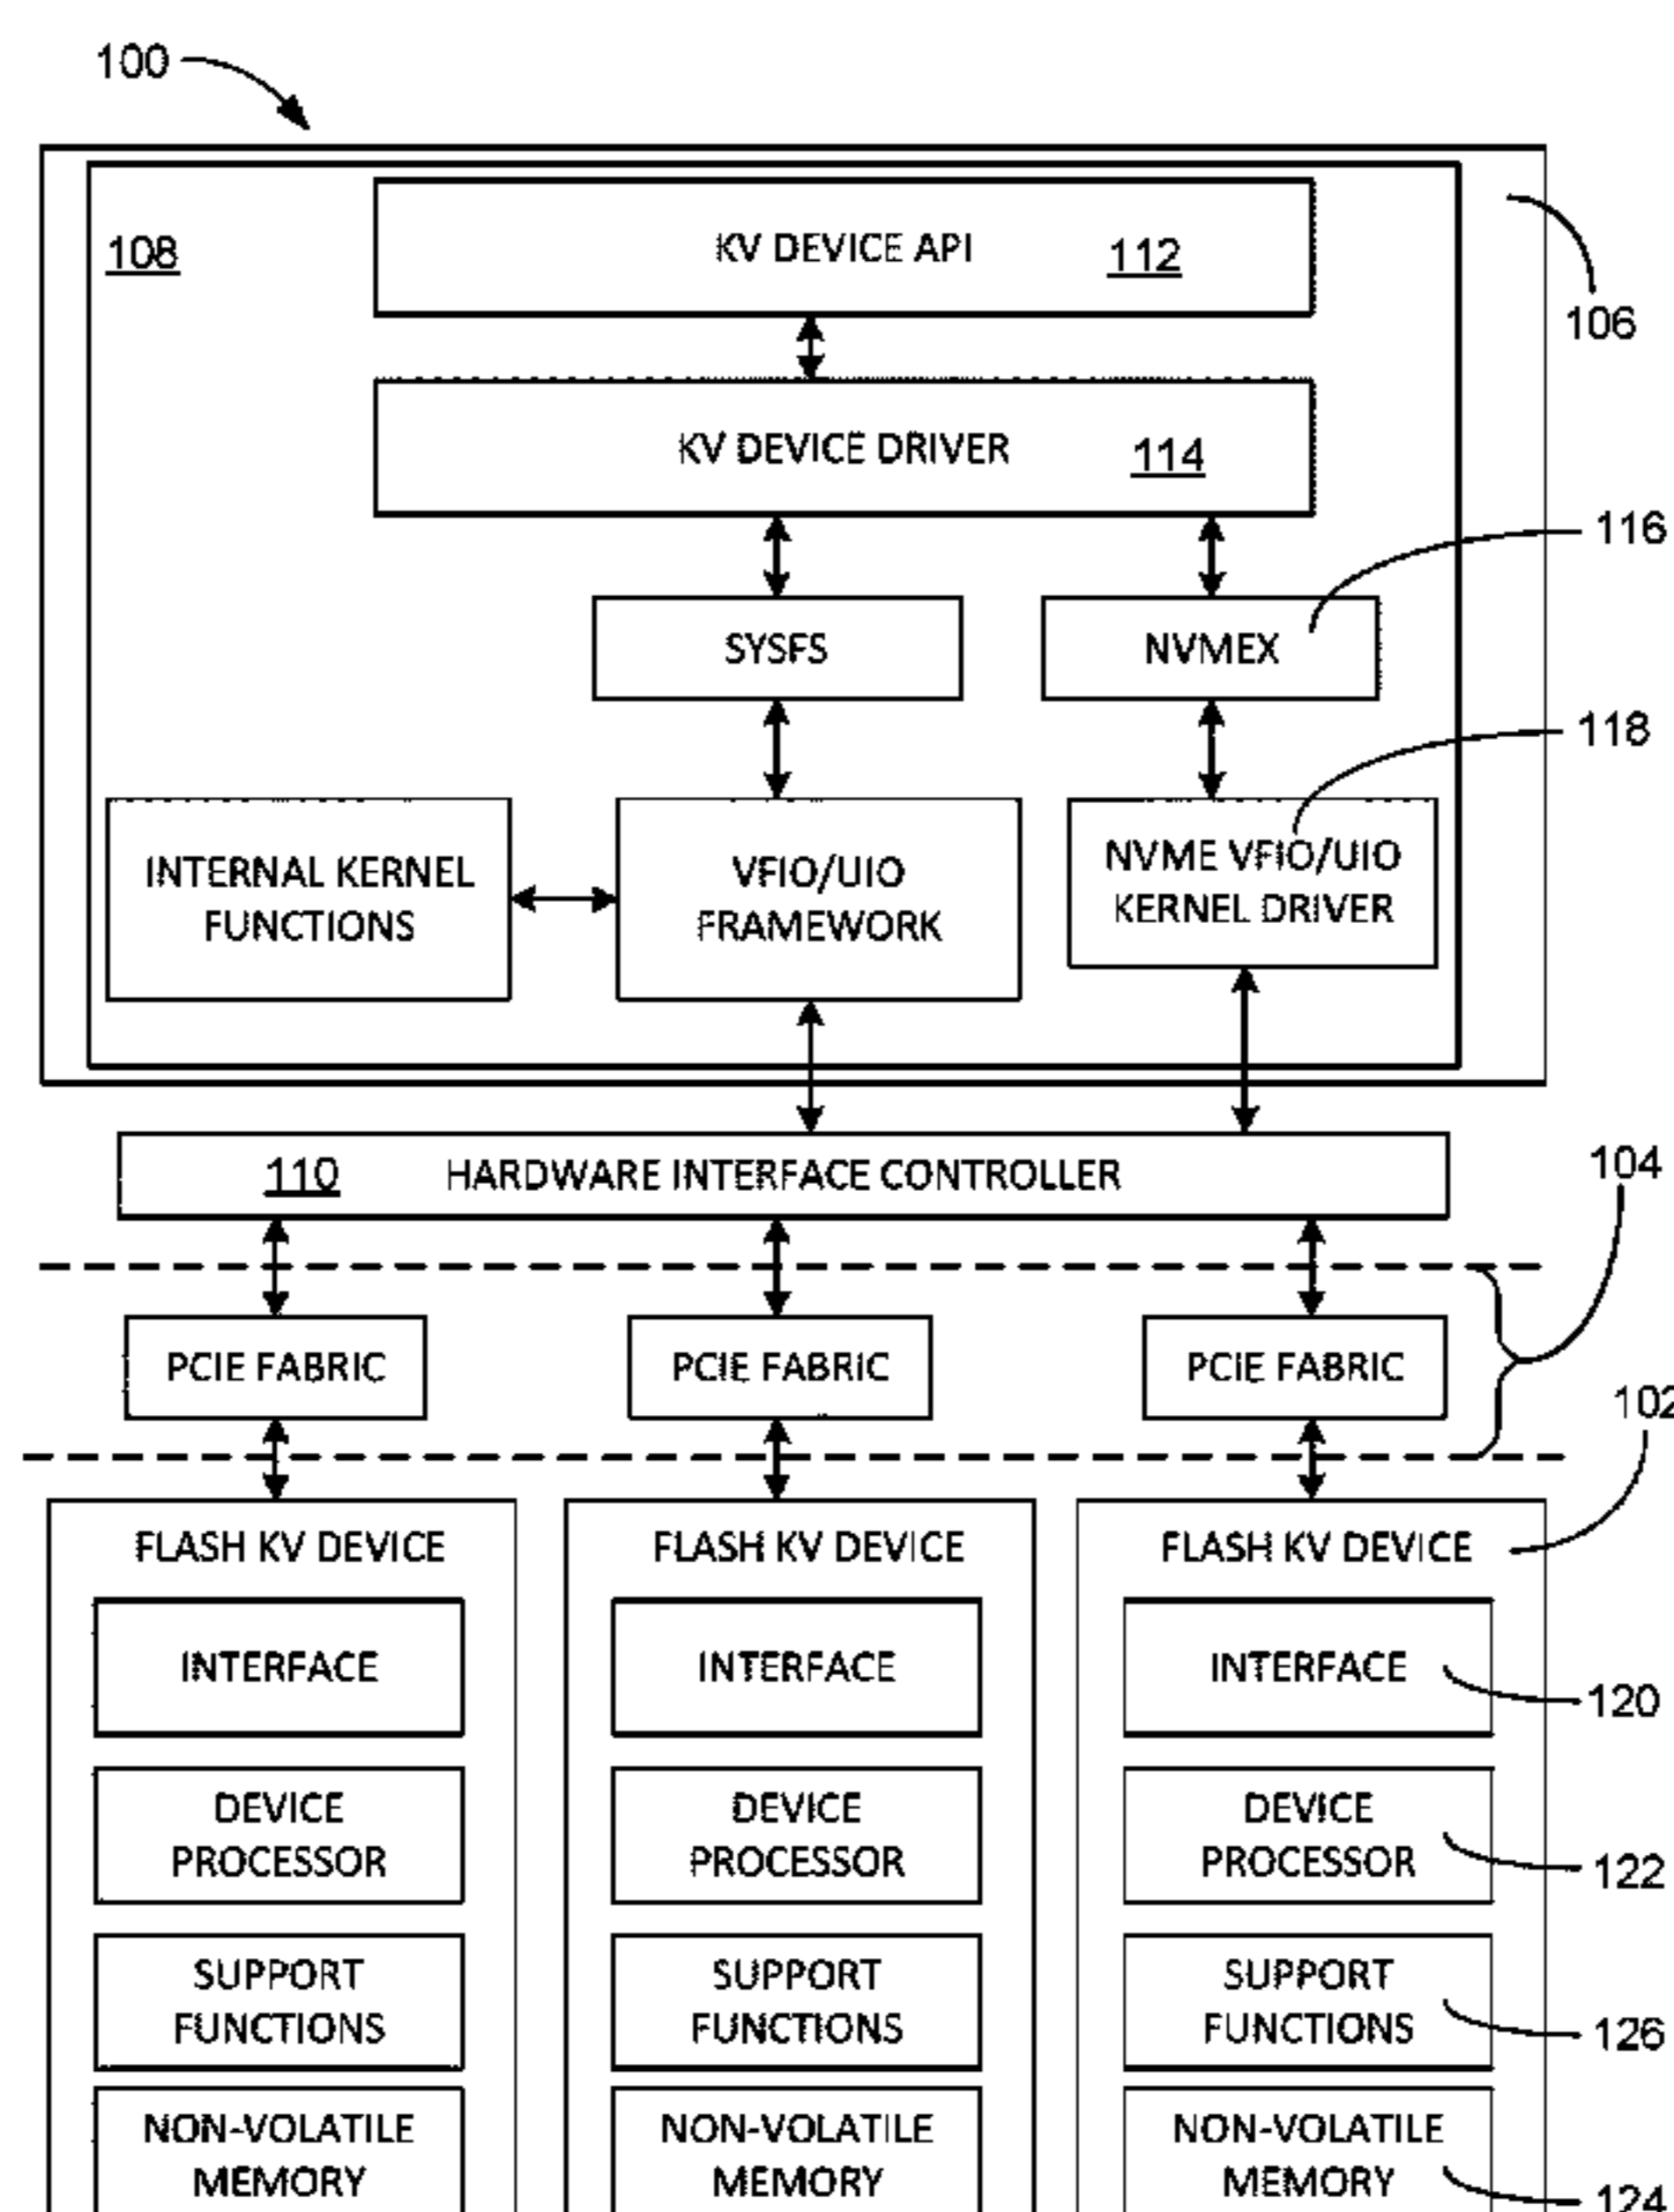 100
108
KV DEVICE API 112
106
KV DEVICE DRIVER 114
116
SYSFS NVMEX
118
INTERNAL KERNEL
FUNCTIONS
VFIO/UIO
FRAMEWORK
NVME VFIO/UIO
KERNEL DRIVER
110 HARDWARE INTERFACE CONTROLLER
104
PCIE FABRIC PCIE FABRIC PCIE FABRIC
102
FLASH KV DEVICE FLASH KV DEVICE FLASH KV DEVICE
INTERFACE INTERFACE INTERFACE
120
DEVICE
PROCESSOR
DEVICE
PROCESSOR
DEVICE
PROCESSOR
122
SUPPORT
FUNCTIONS
SUPPORT
FUNCTIONS
SUPPORT
FUNCTIONS
126
NON-VOLATILE
MEMORY
NON-VOLATILE
MEMORY
NON-VOLATILE
MEMORY
124